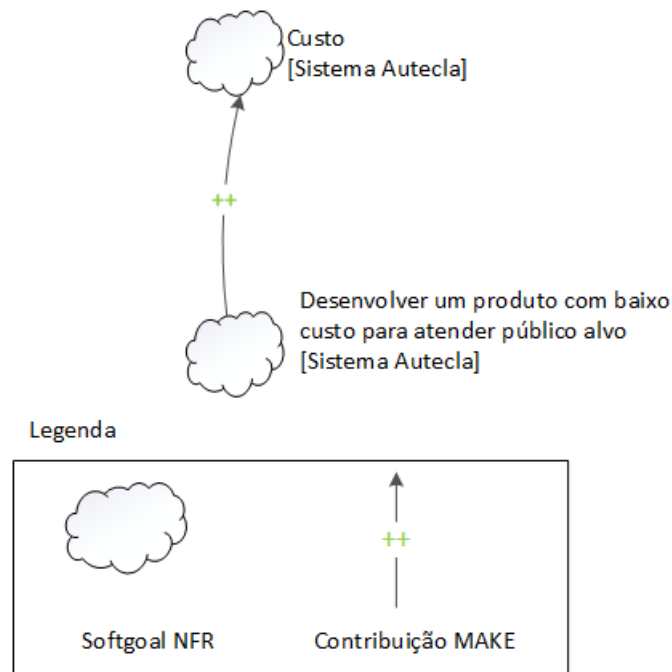 Custo
[Sistema Autecla]
++
Desenvolver um produto com baixo
custo para atender público alvo
[Sistema Autecla]
Legenda
++
Softgoal NFR
Contribuição MAKE